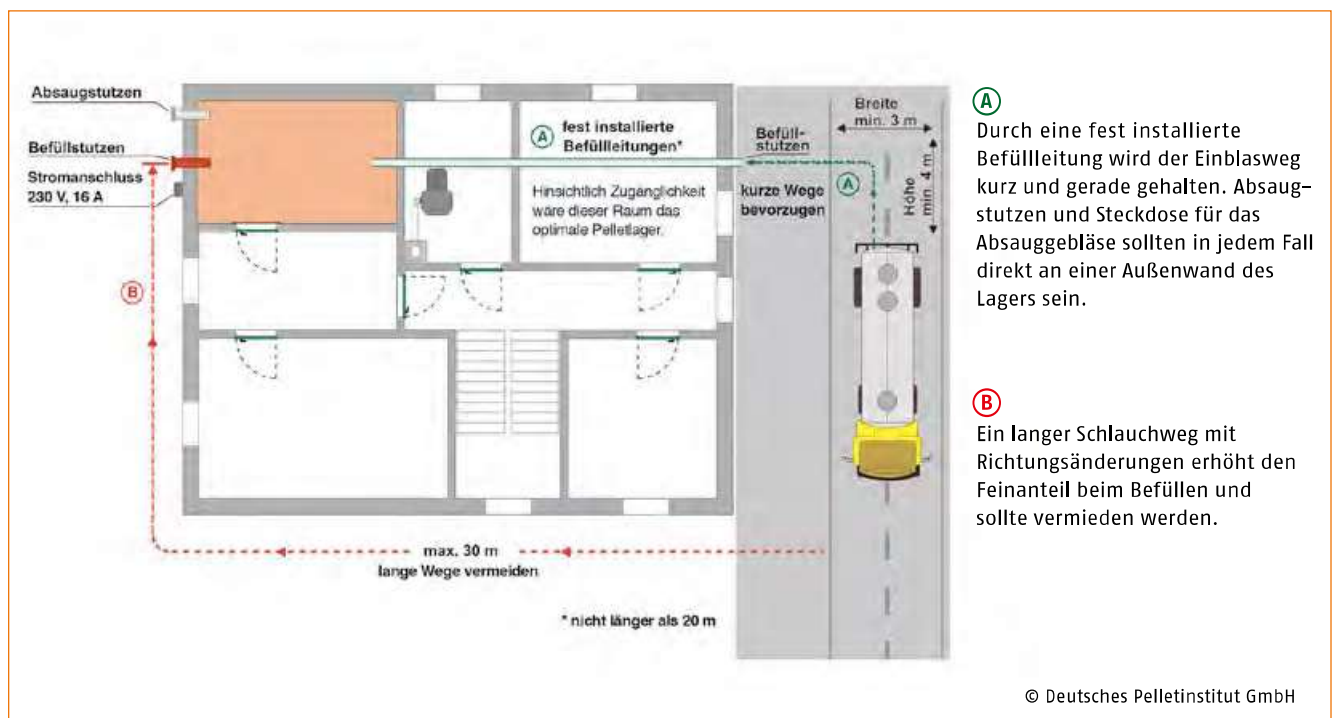 Absaugstutzen
Befüllstutzen
Stromanschluss
230 V, 16 A
B
A
fest installierte
Befüllleitungen*
Hinsichtlich Zugänglichkeit
wäre dieser Raum das
optimale Pelletlager.
Befüll-
stutzen
kurze Wege
bevorzugen
A
Breite
min. 3 m
Höhe
min. 4 m
max. 30 m
lange Wege vermeiden
* nicht länger als 20 m
A
Durch eine fest installierte
Befüllleitung wird der Einblasweg
kurz und gerade gehalten. Absaug-
stutzen und Steckdose für das
Absauggebläse sollten in jedem Fall
direkt an einer Außenwand des
Lagers sein.
B
Ein langer Schlauchweg mit
Richtungsänderungen erhöht den
Feinanteil beim Befüllen und
sollte vermieden werden.
© Deutsches Pelletinstitut GmbH